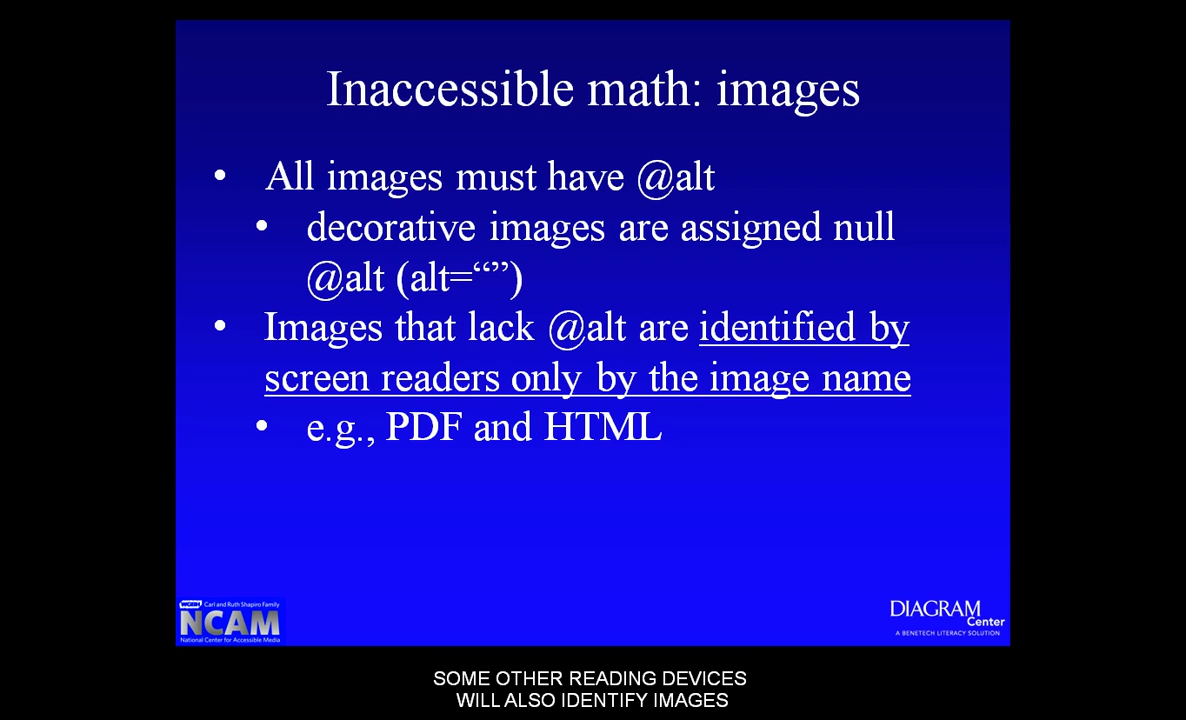 Inaccessible math: images
• All images must have @alt
• decorative images are assigned null
@alt (alt=“”)
• Images that lack @alt are identified by
screen readers only by the image name
• e.g., PDF and HTML
WGBH Carl and Ruth Shapiro Family
NCAM
National Center for Accessible Media
DIAGRAM
Center
A BENETECH LITERACY SOLUTION
SOME OTHER READING DEVICES
WILL ALSO IDENTIFY IMAGES